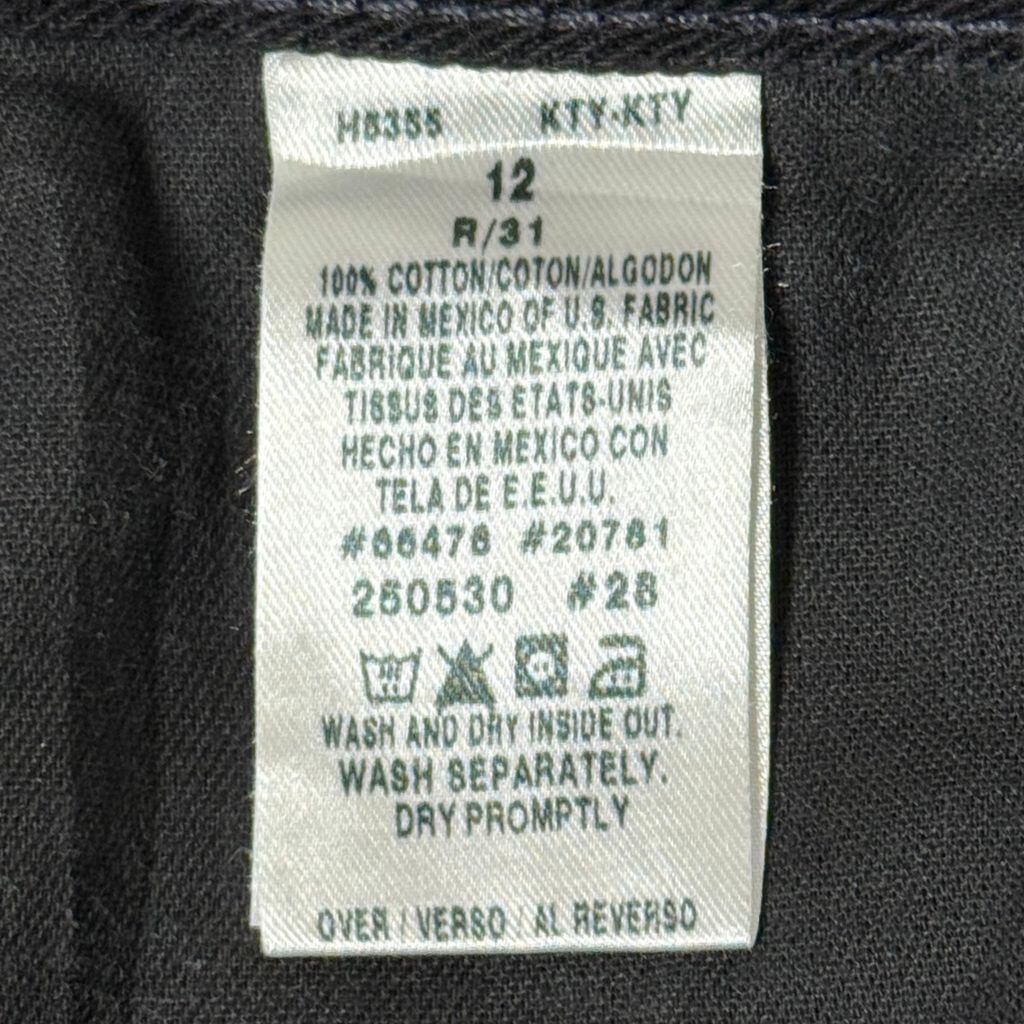 H8355 KTY-KTY
12
R/31
100% COTTON/COTON/ALGODON
MADE IN MEXICO OF U.S. FABRIC
FABRIQUE AU MEXIQUE AVEC
TISSUS DES ETATS-UNIS
HECHO EN MEXICO CON
TELA DE E.E.U.U.
#66476 #20781
250530 #28
WASH AND DRY INSIDE OUT.
WASH SEPARATELY.
DRY PROMPTLY
OVER / VERSO / AL REVERSO